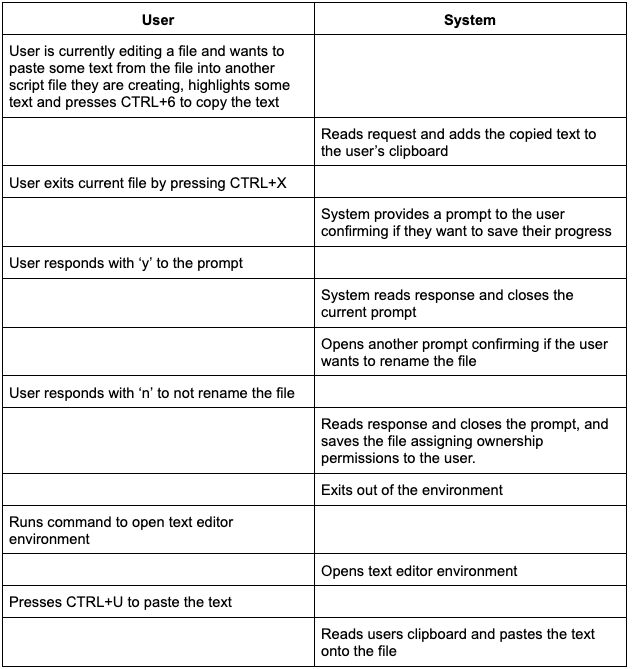 User
System
User is currently editing a file and wants to
paste some text from the file into another
script file they are creating, highlights some
text and presses CTRL+6 to copy the text
Reads request and adds the copied text to
the user’s clipboard
User exits current file by pressing CTRL+X
System provides a prompt to the user
confirming if they want to save their progress
User responds with ‘y’ to the prompt
System reads response and closes the
current prompt
Opens another prompt confirming if the user
wants to rename the file
User responds with ‘n’ to not rename the file
Reads response and closes the prompt, and
saves the file assigning ownership
permissions to the user.
Exits out of the environment
Runs command to open text editor
environment
Opens text editor environment
Presses CTRL+U to paste the text
Reads users clipboard and pastes the text
onto the file